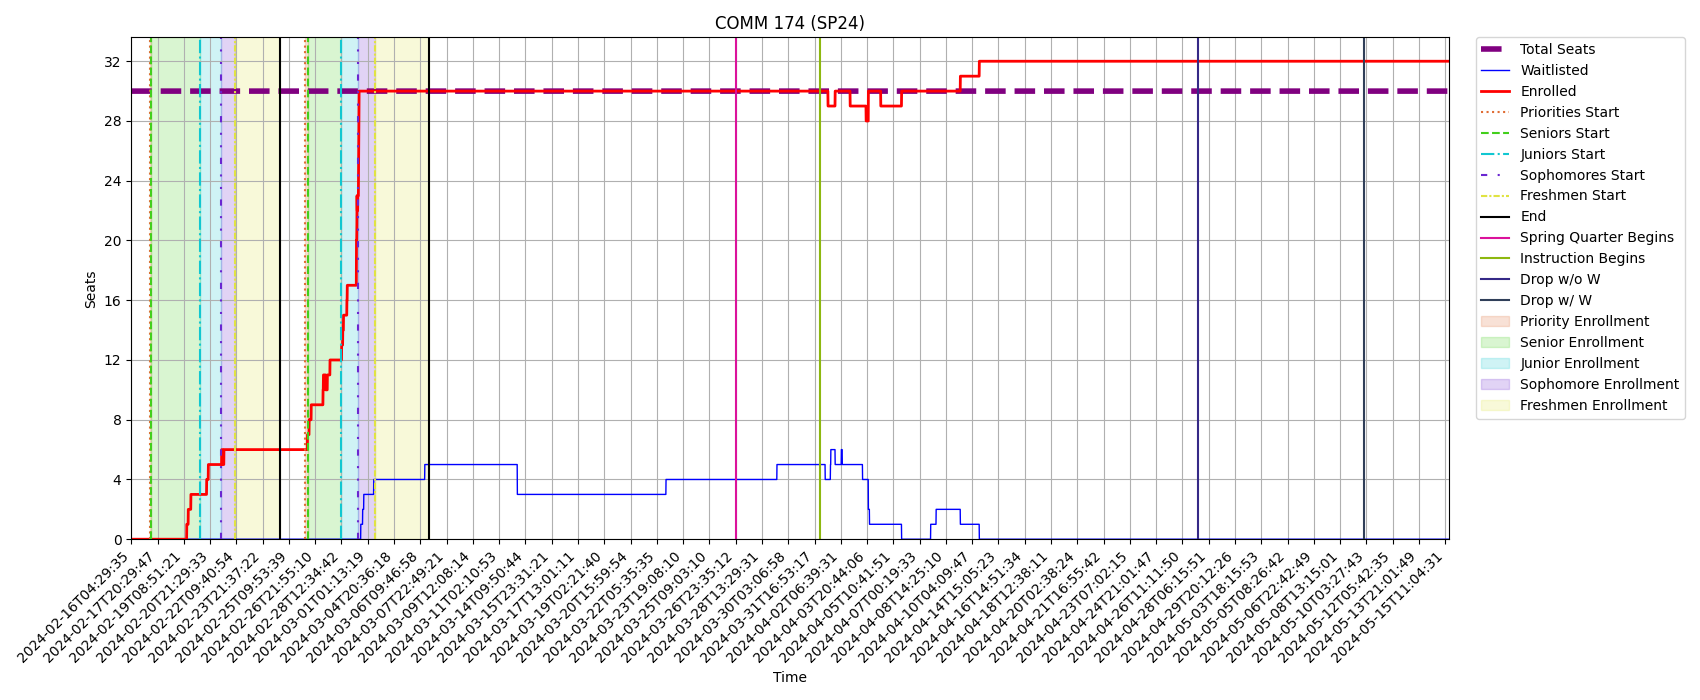 COMM 174 (SP24)
Seats
32
28
24
20
16
12
8
4
0
2024-02-16T04:29:35
2024-02-17T20:29:47
2024-02-19T08:51:21
2024-02-20T21:29:33
2024-02-22T09:40:54
2024-02-23T21:37:22
2024-02-25T09:53:39
2024-02-26T21:55:10
2024-02-28T12:34:42
2024-03-01T01:13:19
2024-03-04T20:36:18
2024-03-06T09:46:58
2024-03-07T22:49:21
2024-03-09T12:08:14
2024-03-11T02:10:53
2024-03-14T09:50:44
2024-03-15T23:31:21
2024-03-17T13:01:11
2024-03-19T02:21:40
2024-03-20T15:59:54
2024-03-22T05:35:35
2024-03-23T19:08:10
2024-03-25T09:03:10
2024-03-26T23:35:12
2024-03-28T13:29:31
2024-03-30T03:06:58
2024-03-31T16:53:17
2024-04-02T06:39:31
2024-04-03T20:44:06
2024-04-05T10:41:51
2024-04-07T00:19:33
2024-04-08T14:25:10
2024-04-10T04:09:47
2024-04-14T15:05:23
2024-04-16T14:51:34
2024-04-18T12:38:11
2024-04-20T02:38:24
2024-04-21T16:55:42
2024-04-23T07:02:15
2024-04-24T21:01:47
2024-04-26T11:11:50
2024-04-28T06:15:51
2024-04-29T20:12:26
2024-05-03T18:15:53
2024-05-05T08:26:42
2024-05-06T22:42:49
2024-05-08T13:15:01
2024-05-10T03:27:43
2024-05-12T05:42:35
2024-05-13T21:01:49
2024-05-15T11:04:31
Time
Total Seats
Waitlisted
Enrolled
Priorities Start
Seniors Start
Juniors Start
Sophomores Start
Freshmen Start
End
Spring Quarter Begins
Instruction Begins
Drop w/o W
Drop w/ W
Priority Enrollment
Senior Enrollment
Junior Enrollment
Sophomore Enrollment
Freshmen Enrollment